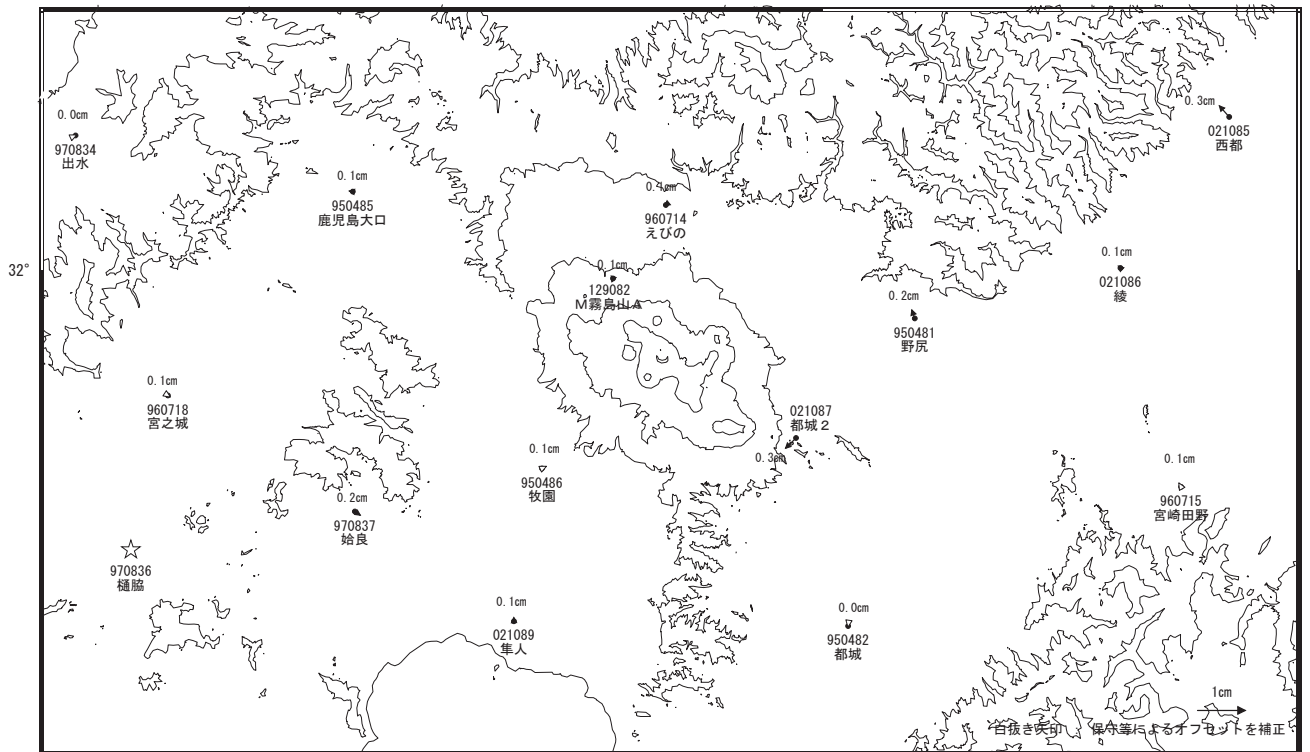 0.0cm
970834
出水
0.1cm
950485
鹿児島大口
0.1cm
960714
えびの
0.3cm
021085
西都
32°
0.1cm
129082
M霧島山A
0.2cm
950481
野尻
0.1cm
021086
綾
0.1cm
960718
宮之城
021087
都城２
0.3cm
0.1cm
950486
牧園
0.1cm
960715
宮崎田野
0.2cm
970837
姶良
970836
樋脇
0.1cm
021089
隼人
0.0cm
950482
都城
1cm
白抜き矢印 : 保守等によるオフセットを補正